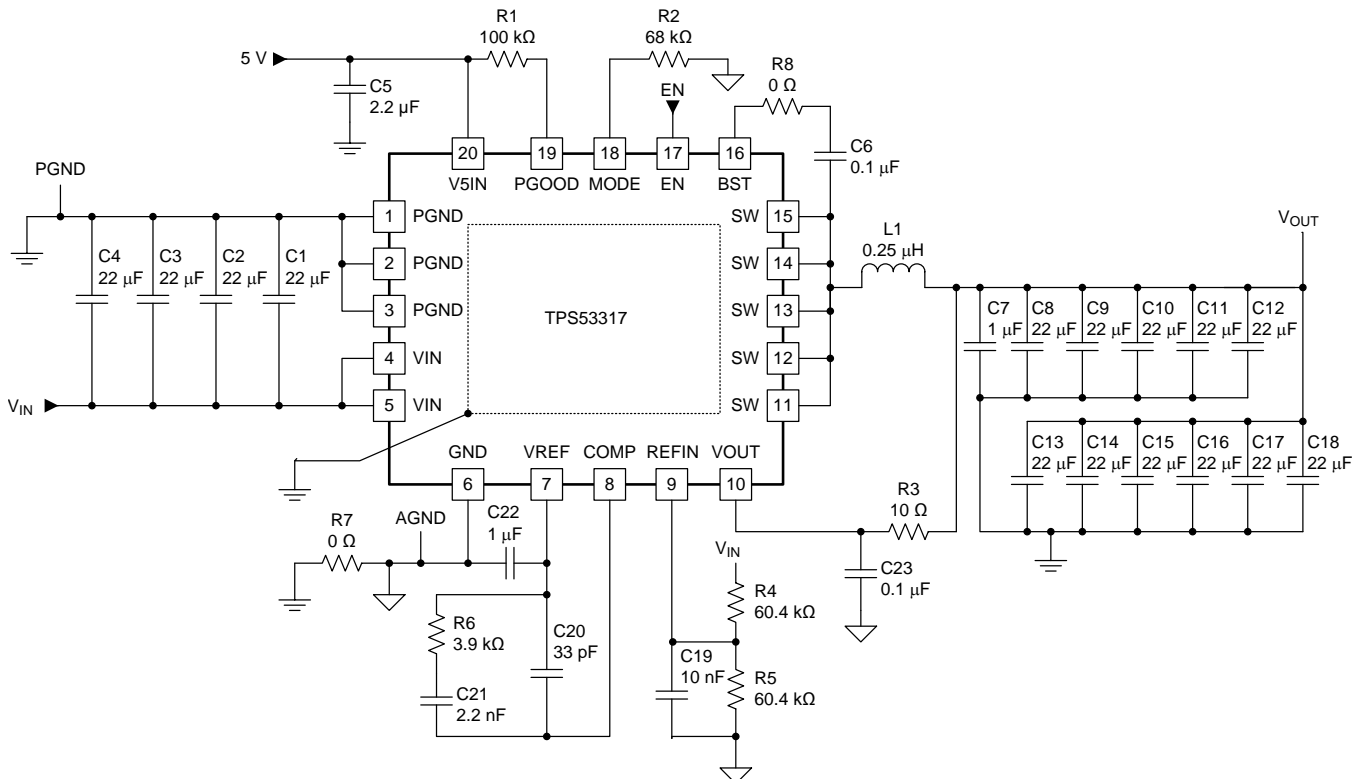 R1
100 kΩ
R2
68 kΩ
5 V
C5
2.2 µF
EN
R8
0 Ω
C6
0.1 µF
20
19
18
17
16
V5IN
PGOOD
MODE
EN
BST
PGND
C4
22 µF
C3
22 µF
C2
22 µF
C1
22 µF
1
PGND
2
PGND
3
PGND
4
VIN
5
VIN
VIN
TPS53317
SW
15
SW
14
SW
13
SW
12
SW
11
L1
0.25 µH
VOUT
C7
1 µF
C8
22 µF
C9
22 µF
C10
22 µF
C11
22 µF
C12
22 µF
C13
22 µF
C14
22 µF
C15
22 µF
C16
22 µF
C17
22 µF
C18
22 µF
GND
VREF
COMP
REFIN
VOUT
6
7
8
9
10
R7
0 Ω
AGND
C22
1 µF
R3
10 Ω
C23
0.1 µF
VIN
R4
60.4 kΩ
R6
3.9 kΩ
C20
33 pF
C21
2.2 nF
C19
10 nF
R5
60.4 kΩ